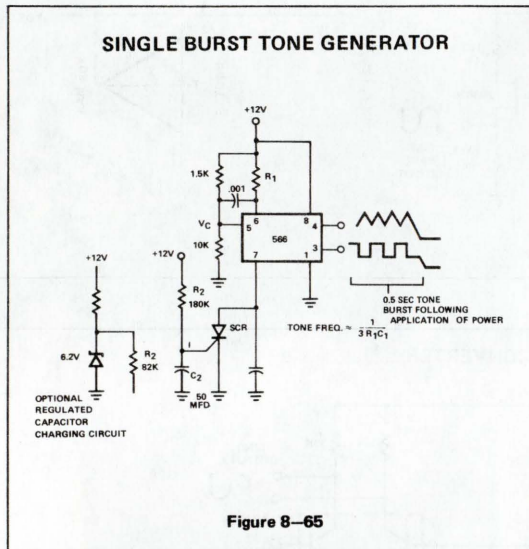 SINGLE BURST TONE GENERATOR
+12V
1.5K
.001
R1
VC
5
6
8
4
566
3
10K
7
1
+12V
+12V
R2
180K
SCR
I
C2
50
MFD
6.2V
R2
82K
OPTIONAL
REGULATED
CAPACITOR
CHARGING CIRCUIT
0.5 SEC TONE
BURST FOLLOWING
APPLICATION OF POWER
TONE FREQ. ≈ 1
3 R1C1
Figure 8–65